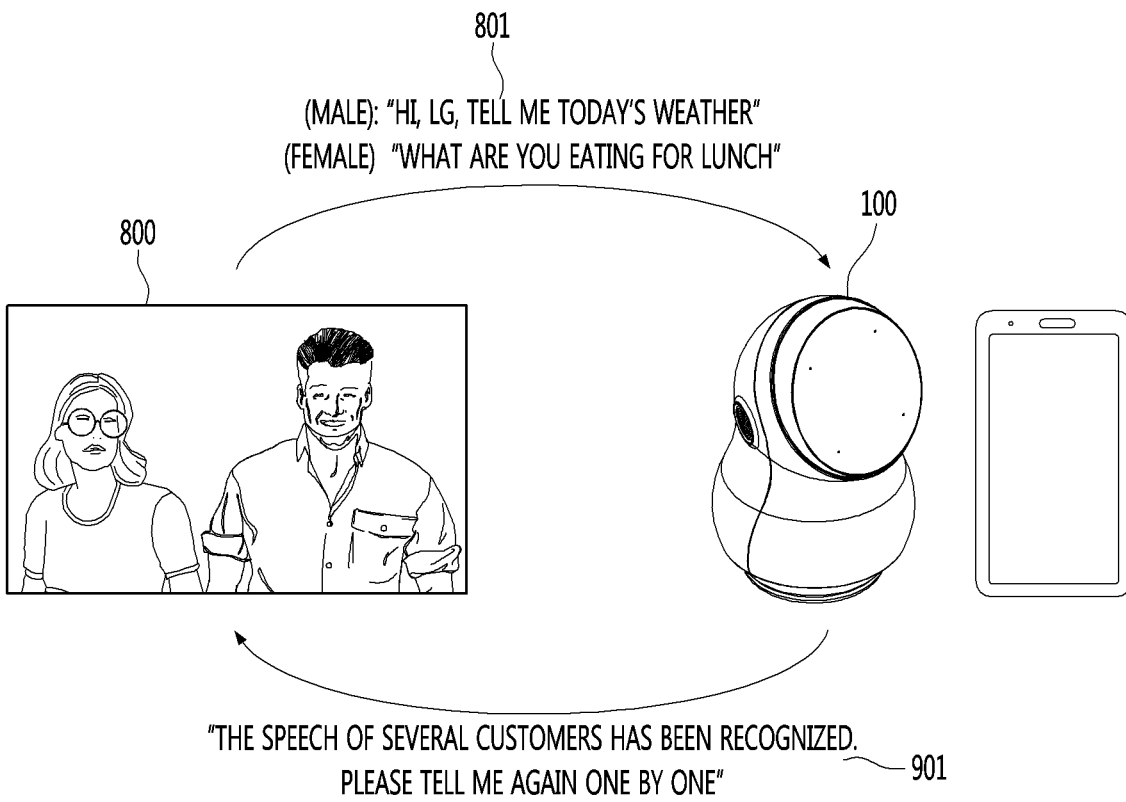 801
(MALE): "HI, LG, TELL ME TODAY'S WEATHER"
(FEMALE) "WHAT ARE YOU EATING FOR LUNCH"
800
100
"THE SPEECH OF SEVERAL CUSTOMERS HAS BEEN RECOGNIZED.
PLEASE TELL ME AGAIN ONE BY ONE"
901